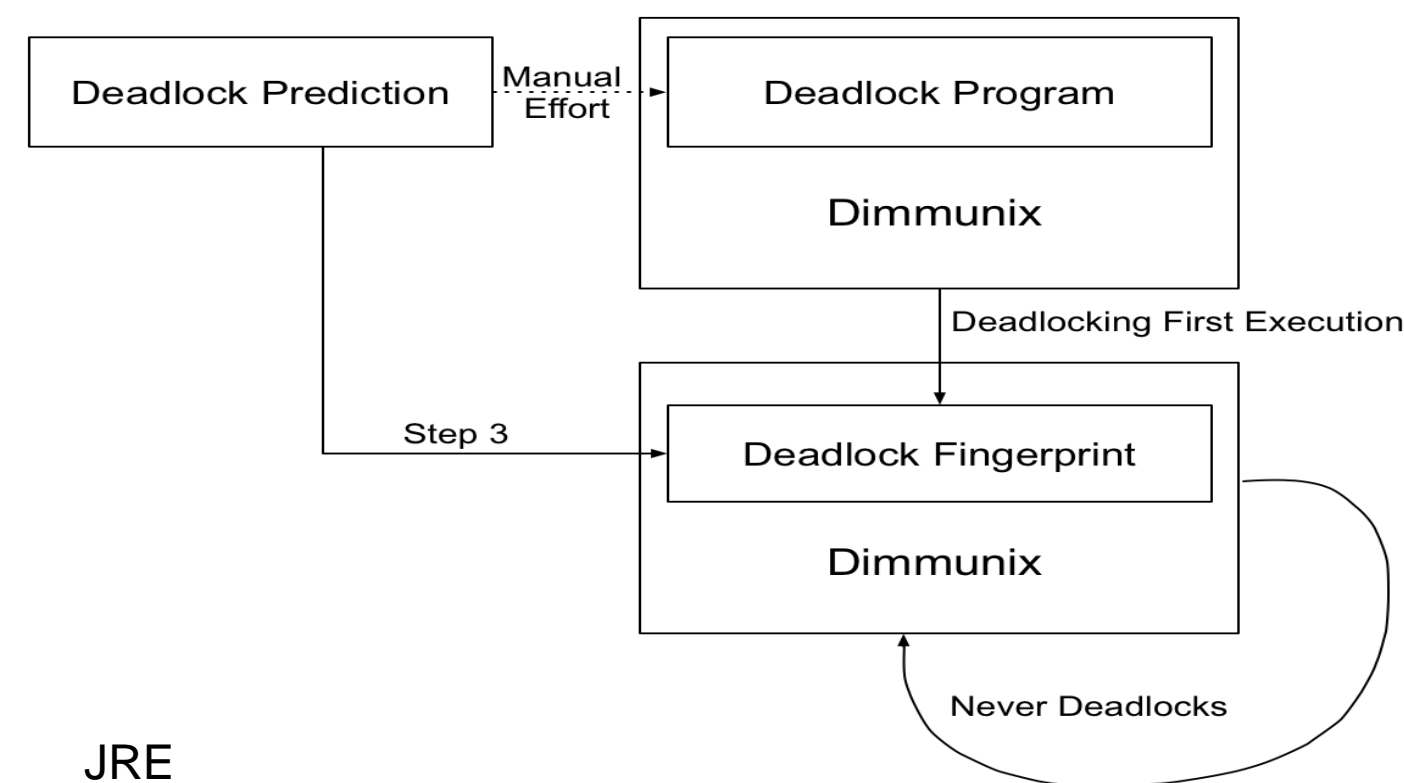 Deadlock Prediction
Manual
Effort
Deadlock Program
Dimmunix
Deadlocking First Execution
Step 3
Deadlock Fingerprint
Dimmunix
Never Deadlocks
JRE